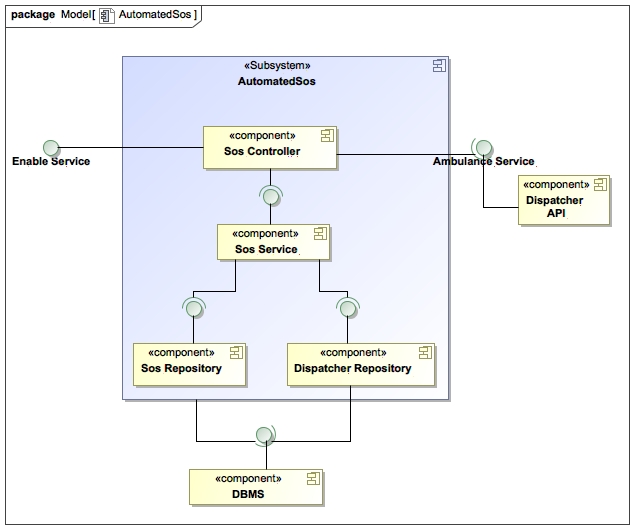 package Model[ AutomatedSos ]
«Subsystem»
AutomatedSos
«component»
Sos Controller
Enable Service
Ambulance Service
«component»
Dispatcher
API
«component»
Sos Service
«component»
Sos Repository
«component»
Dispatcher Repository
«component»
DBMS